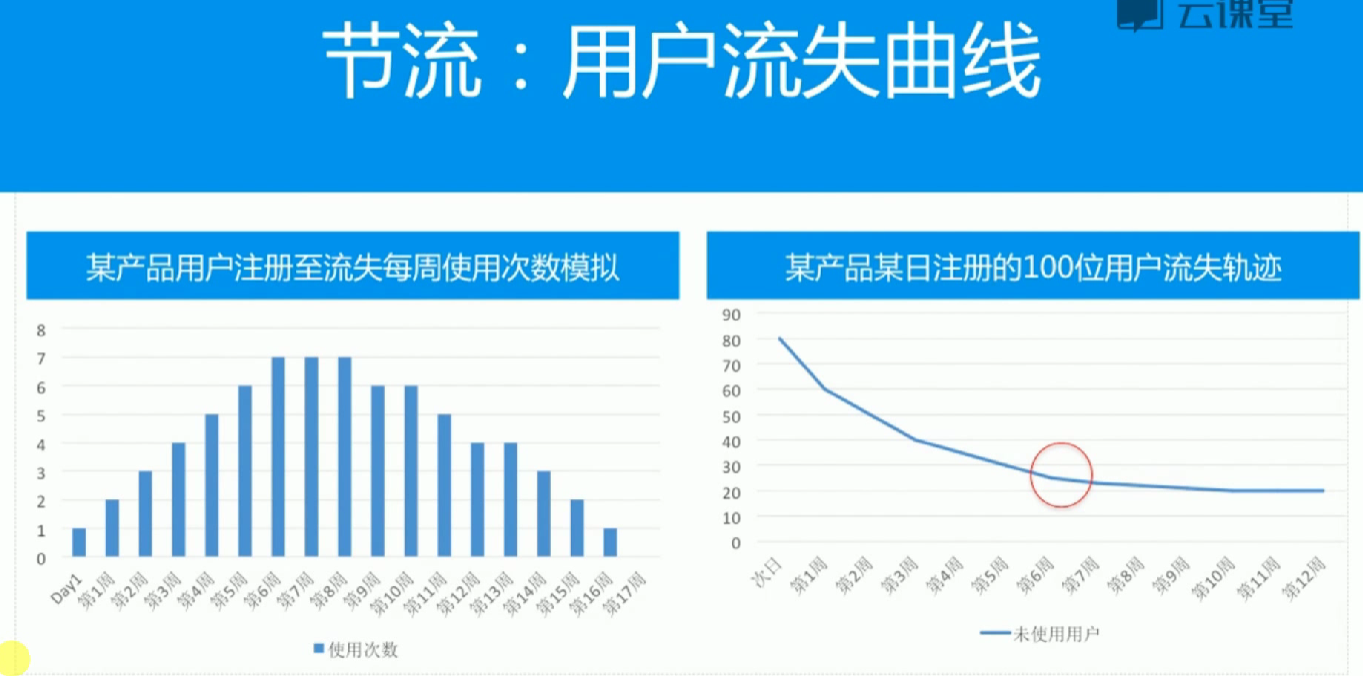 云课堂
节流：用户流失曲线
某产品用户注册至流失每周使用次数模拟
8
7
6
5
4
3
2
1
0
Day1 第1周 第2周 第3周 第4周 第5周 第6周 第7周 第8周 第9周 第10周 第11周 第12周 第13周 第14周 第15周 第16周 第17周
使用次数
某产品某日注册的100位用户流失轨迹
90
80
70
60
50
40
30
20
10
0
次日 第1周 第2周 第3周 第4周 第5周 第6周 第7周 第8周 第9周 第10周 第11周 第12周
未使用用户